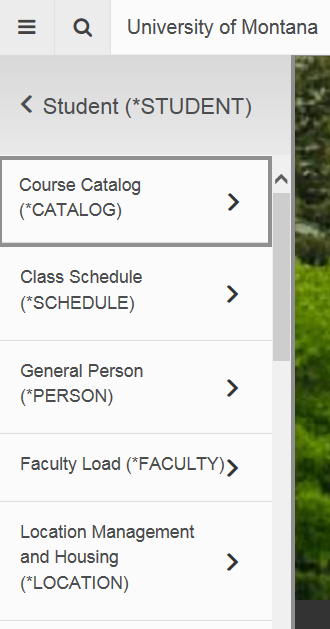 University of Montana
Student (*STUDENT)
Course Catalog
(*CATALOG)
Class Schedule
(*SCHEDULE)
General Person
(*PERSON)
Faculty Load (*FACULTY)
Location Management
and Housing
(*LOCATION)